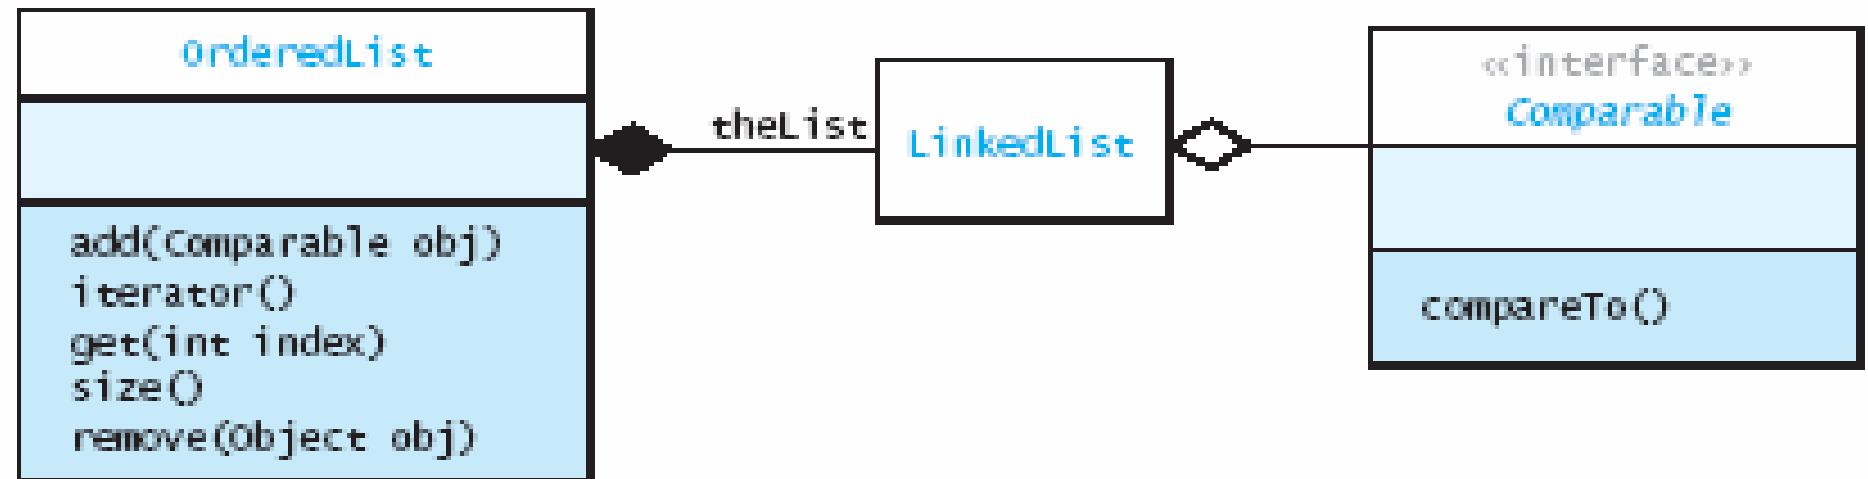 OrderedList
add(Comparable obj)
iterator()
get(int index)
size()
remove(Object obj)
theList
LinkedList
«interface»
Comparable
compareTo()